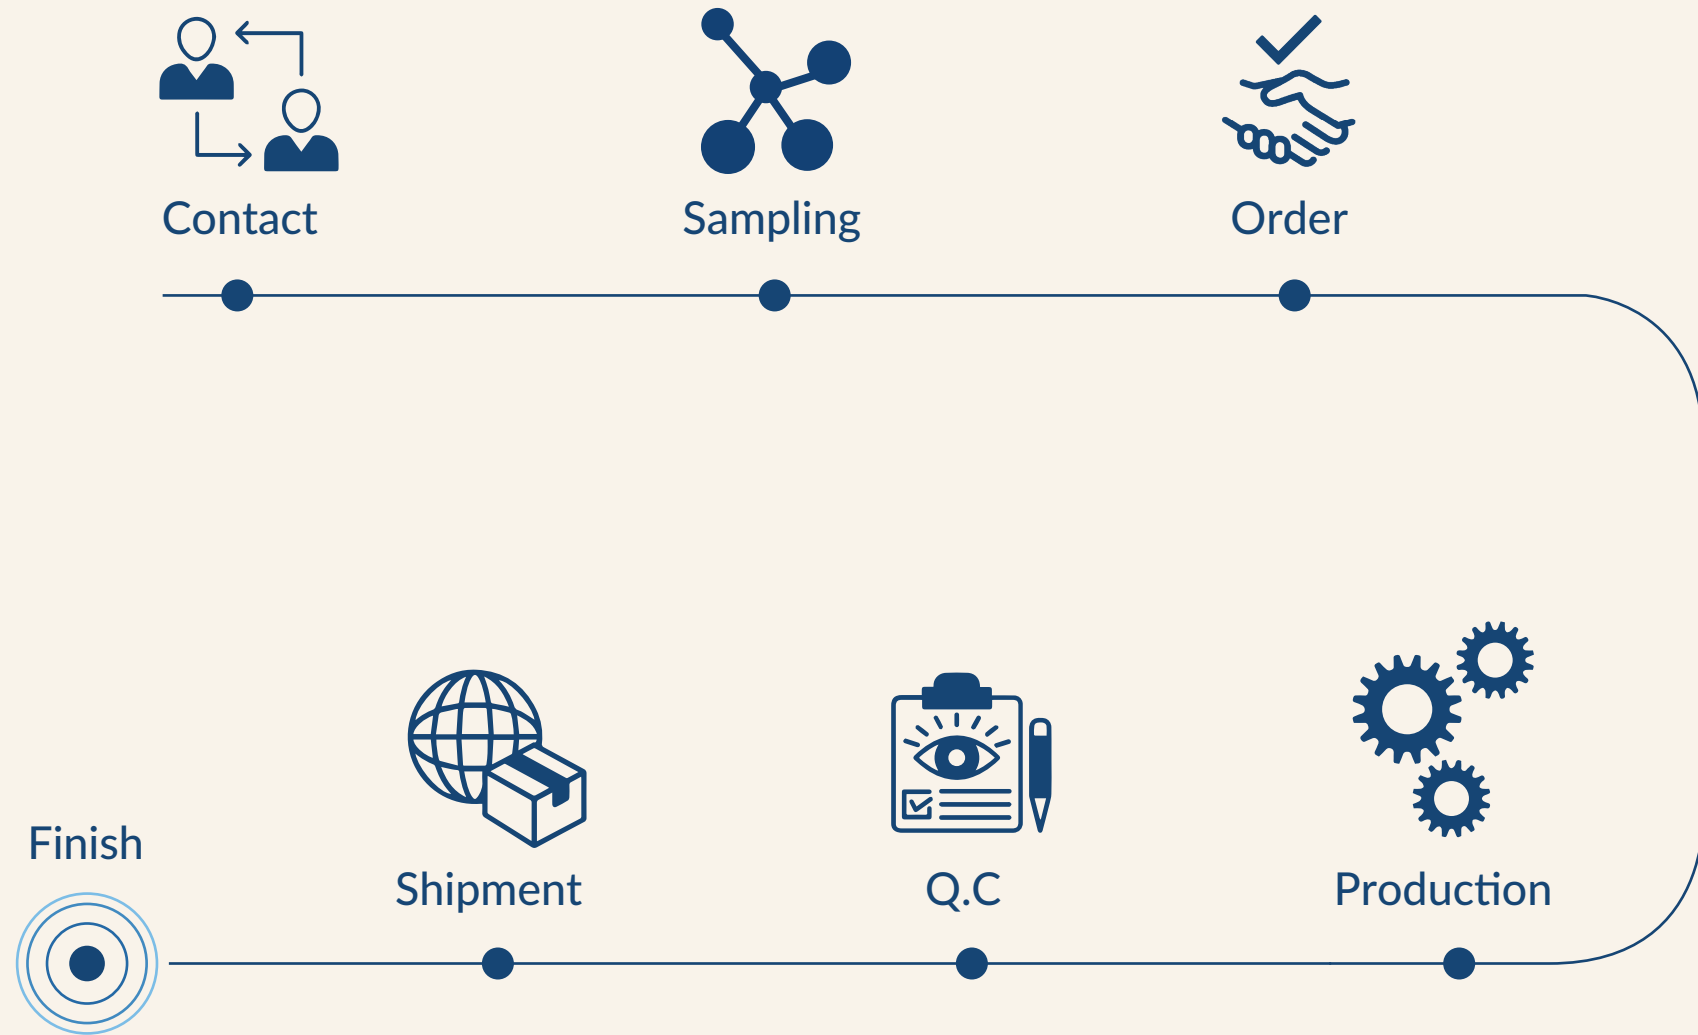 Contact
Sampling
Order
Production
Q.C
Shipment
Finish